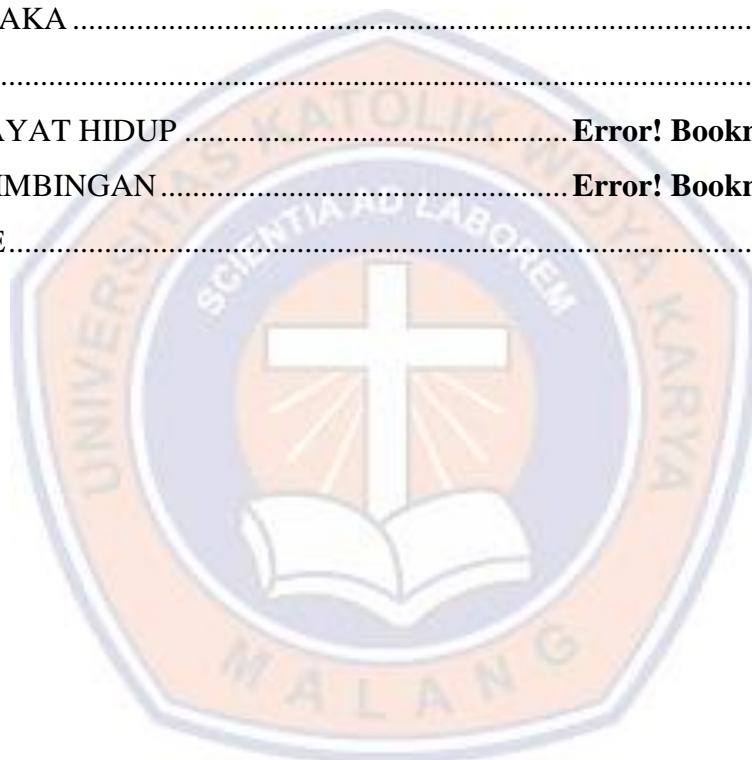 AKA ................................................................................
................................................................................
AYAT HIDUP ............................................... Error! Bookm
IMBINGAN ................................................... Error! Bookm
E................................................................................
UNIVERSITAS KATOLIK WIDYA KARYA
SCIENTIA AD LABOREM
MALANG